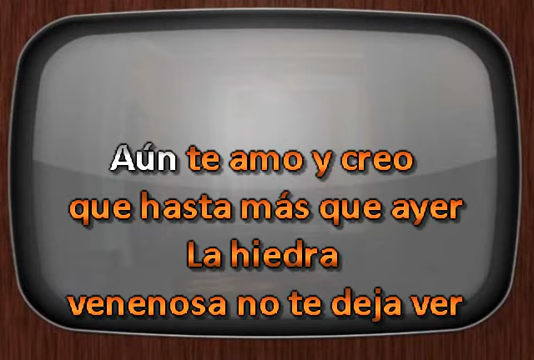 Aún te amo y creo
que hasta más que ayer
La hiedra
venenosa no te deja ver